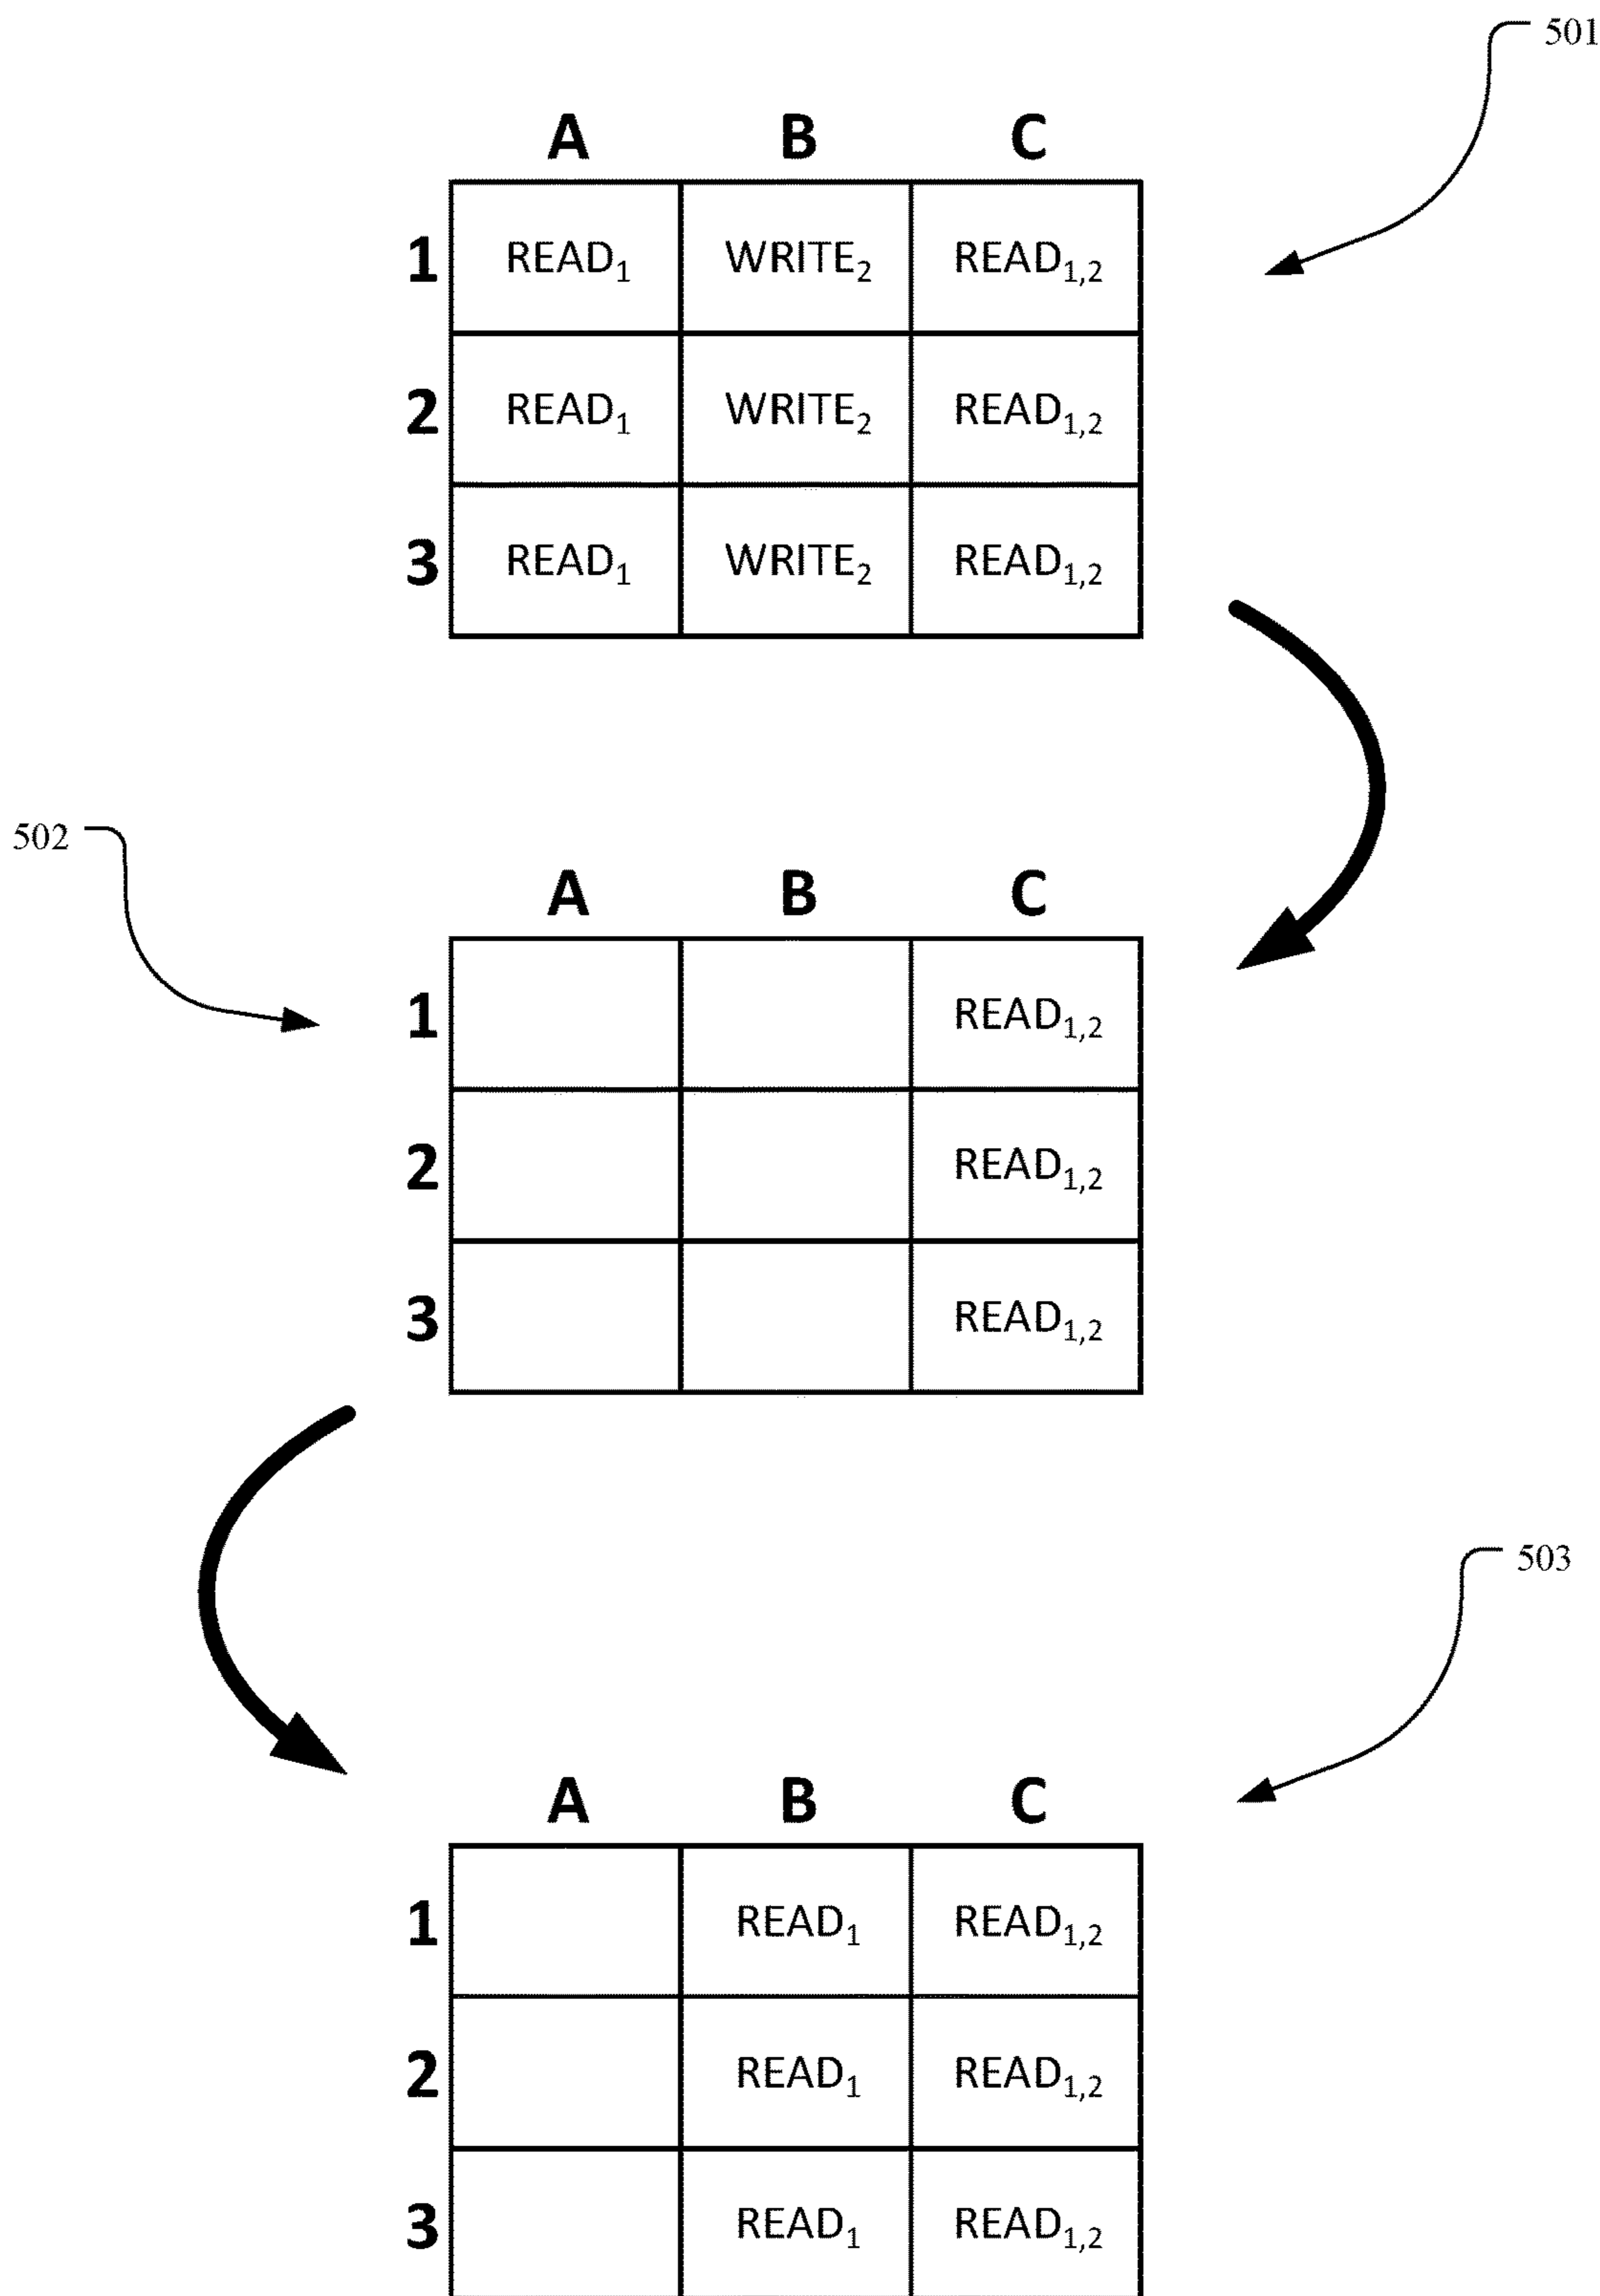 501
A B C
1 READ₁ WRITE₂ READ₁,₂
2 READ₁ WRITE₂ READ₁,₂
3 READ₁ WRITE₂ READ₁,₂
502
A B C
1 READ₁,₂
2 READ₁,₂
3 READ₁,₂
503
A B C
1 READ₁ READ₁,₂
2 READ₁ READ₁,₂
3 READ₁ READ₁,₂